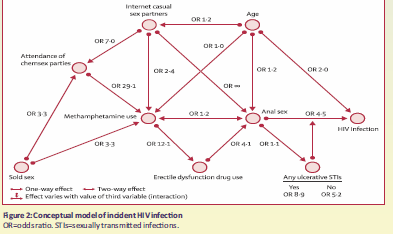 Internet casual
sex partners
Age
OR 1·2
OR 7·0
Attendance of
chemsex parties
OR 1·0
OR 2·4
OR 1·2
OR 2·0
OR 29·1
OR ∞
OR 3·3
Methamphetamine use
OR 1·2
Anal sex
OR 4·5
HIV Infection
OR 3·3
OR 12·1
OR 4·1
OR 1·1
Sold sex
Erectile dysfunction drug use
Any ulcerative STIs
Yes No
OR 8·9 OR 5·2
One-way effect Two-way effect
Effect varies with value of third variable (interaction)
Figure 2: Conceptual model of incident HIV infection
OR=odds ratio. STIs=sexually transmitted infections.